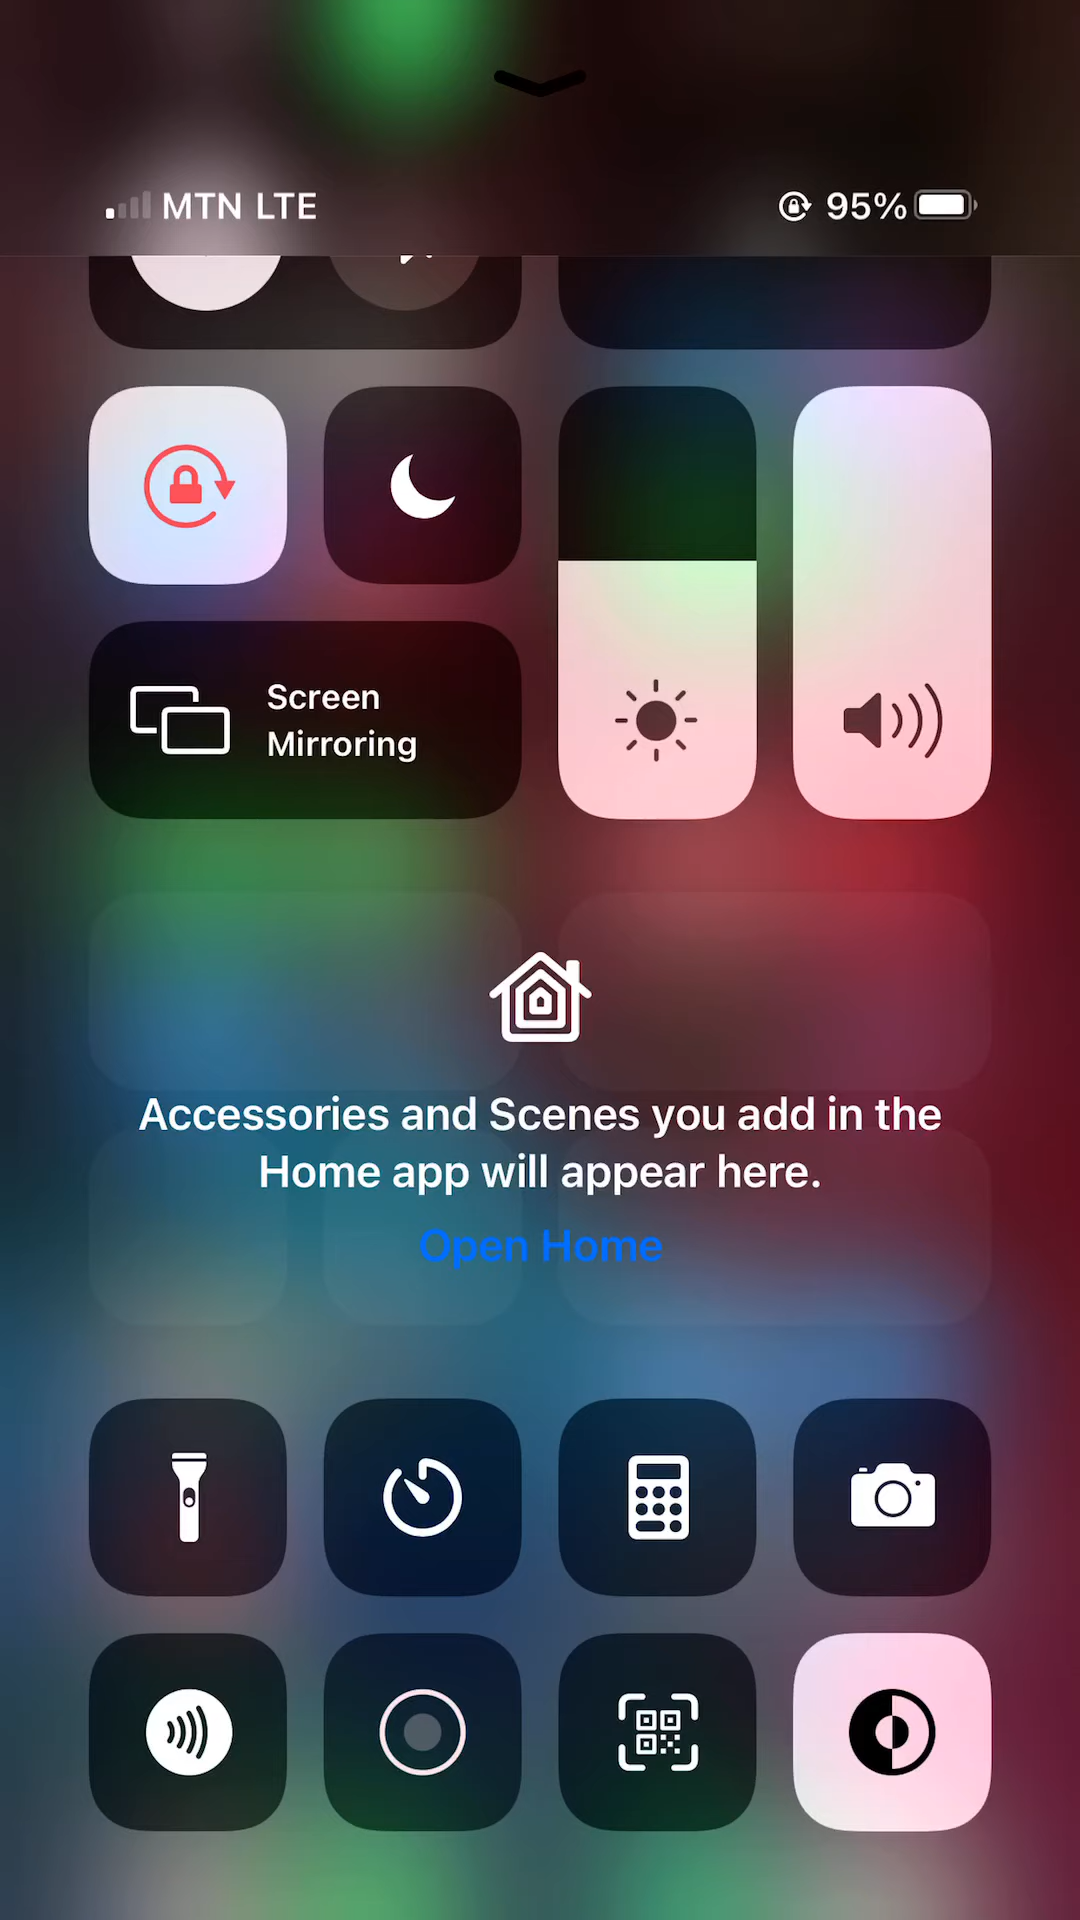 MTN LTE 95%
Screen
Mirroring
Accessories and Scenes you add in the
Home app will appear here.
Open Home